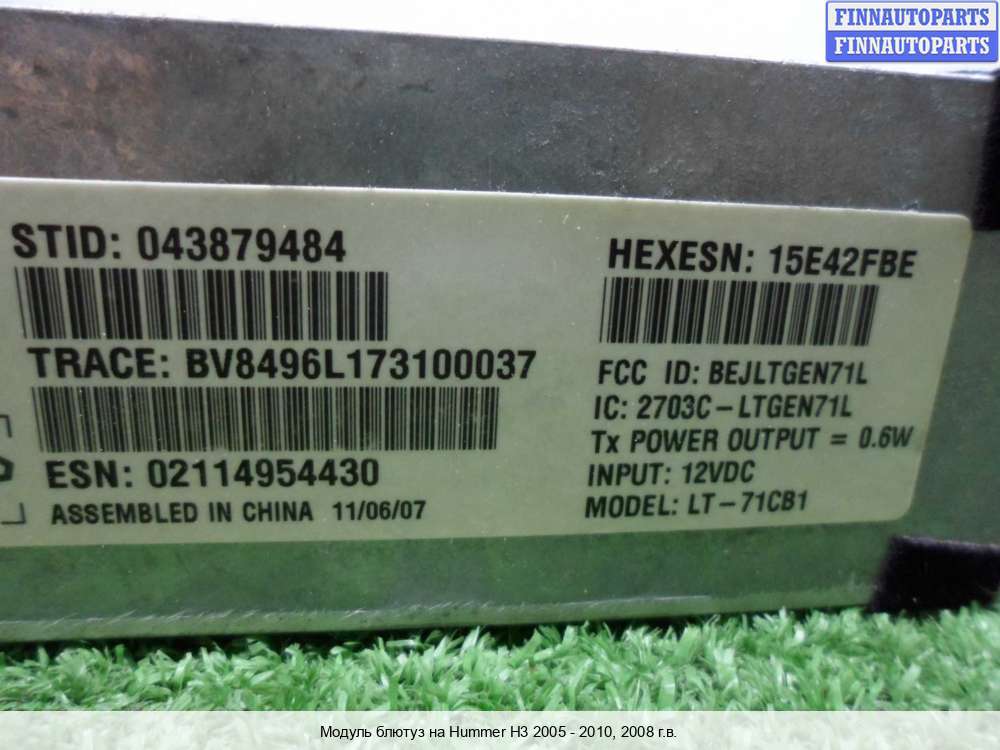 FINNAUTOPARTS
FINNAUTOPARTS
STID: 043879484
TRACE: BV8496L173100037
ESN: 02114954430
ASSEMBLED IN CHINA 11/06/07
HEXESN: 15E42FBE
FCC ID: BEJLTGEN71L
IC: 2703C-LTGEN71L
Tx POWER OUTPUT = 0.6W
INPUT: 12VDC
MODEL: LT-71CB1
Модуль блютуз на Hummer H3 2005 - 2010, 2008 г.в.